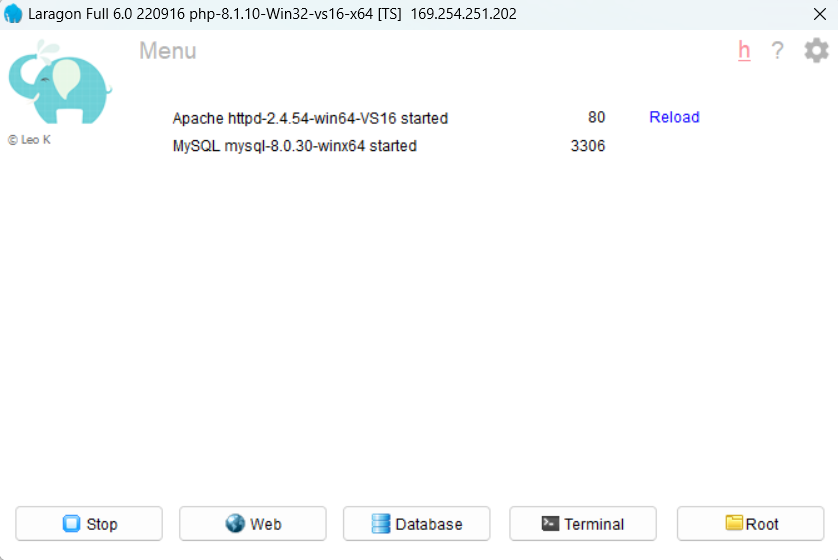 Laragon Full 6.0 220916 php-8.1.10-Win32-vs16-x64 [TS]  169.254.251.202
Menu
h ?
© Leo K
Apache httpd-2.4.54-win64-VS16 started 80 Reload
MySQL mysql-8.0.30-winx64 started 3306
Stop Web Database Terminal Root